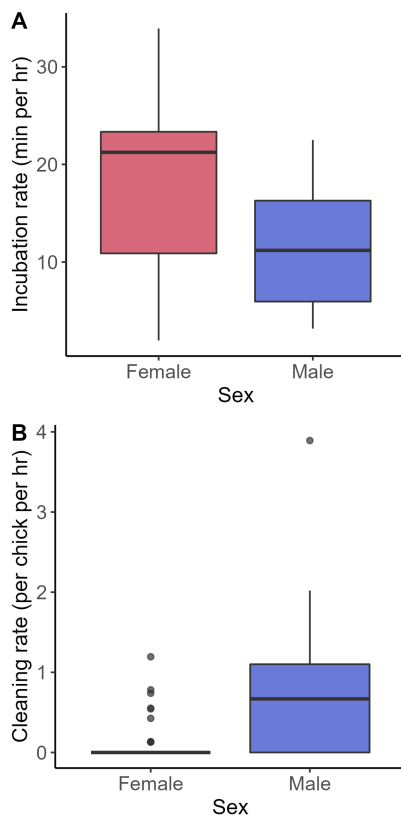 A
Incubation rate (min per hr)
30
20
10
Female Male
Sex
B
Cleaning rate (per chick per hr)
4
3
2
1
0
Female Male
Sex